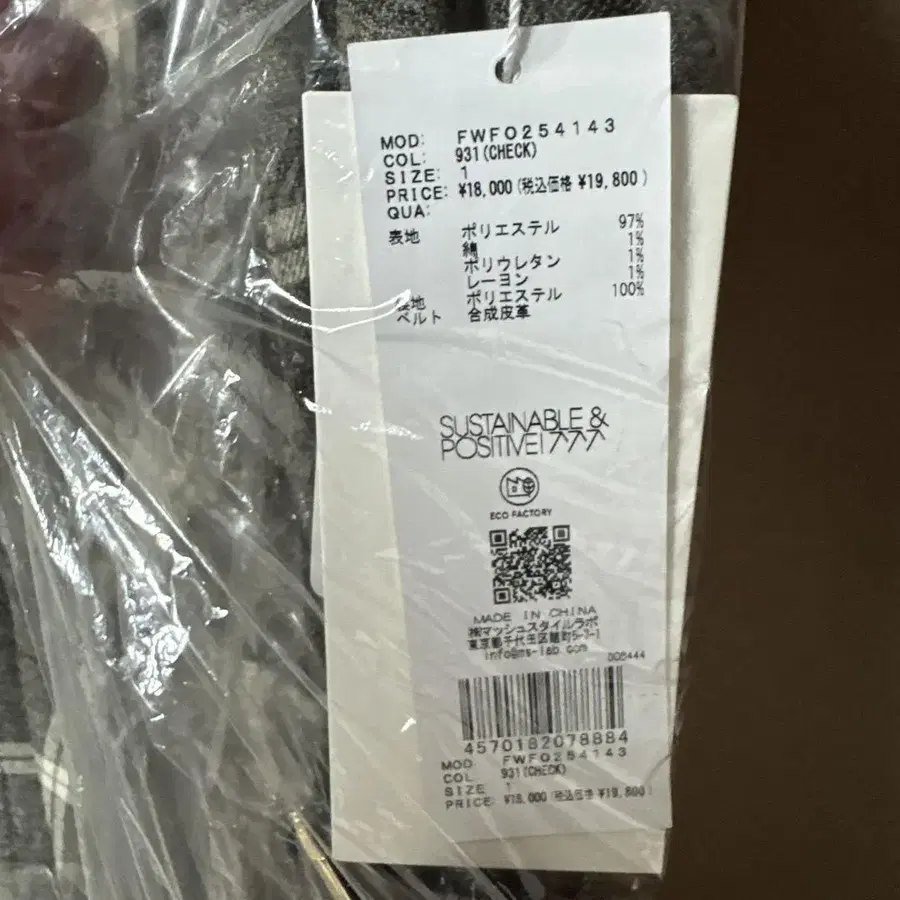 MOD: FWFO254143
COL: 931(CHECK)
SIZE: 1
PRICE: ¥18,000(税込価格 ¥19,800)
QUA:
表地 ポリエステル 97%
綿 1%
ポリウレタン 1%
レーヨン 1%
地 ポリエステル 100%
ベルト 合成皮革
SUSTAINABLE &
POSITIVE!
ECO FACTORY
MADE IN CHINA
㈱マッシュスタイルラボ
東京都千代田区麹町5-7-1
info@ms-lab.com
006444
4570182078884
MOD FWFO254143
COL 931(CHECK)
SIZE 1
PRICE: ¥18,000(税込価格 ¥19,800)